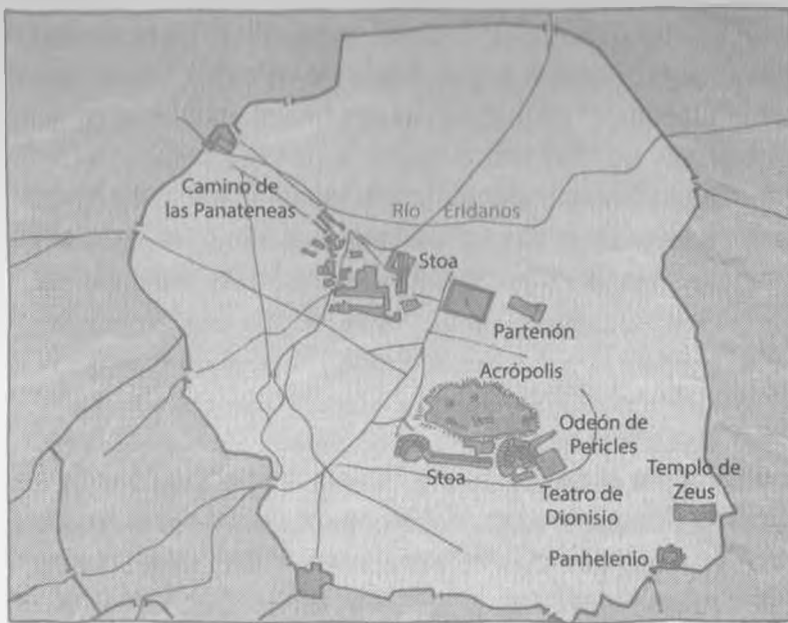 Camino de
las Panateneas
Río Eridanos
Stoa
Partenón
Acrópolis
Odeón de
Pericles
Stoa
Templo de
Zeus
Teatro de
Dionisio
Panhelenio